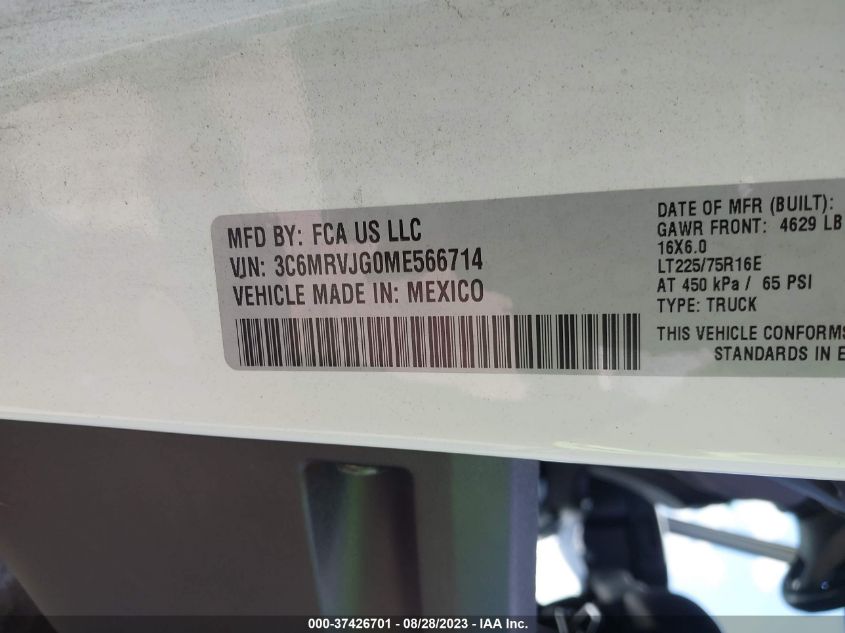 MFD BY: FCA US LLC
VIN: 3C6MRVJG0ME566714
VEHICLE MADE IN: MEXICO
DATE OF MFR (BUILT):
GAWR FRONT: 4629 LB
16X6.0
LT225/75R16E
AT 450 kPa / 65 PSI
TYPE: TRUCK
THIS VEHICLE CONFORMS
STANDARDS IN E
000-37426701 - 08/28/2023 - IAA Inc.